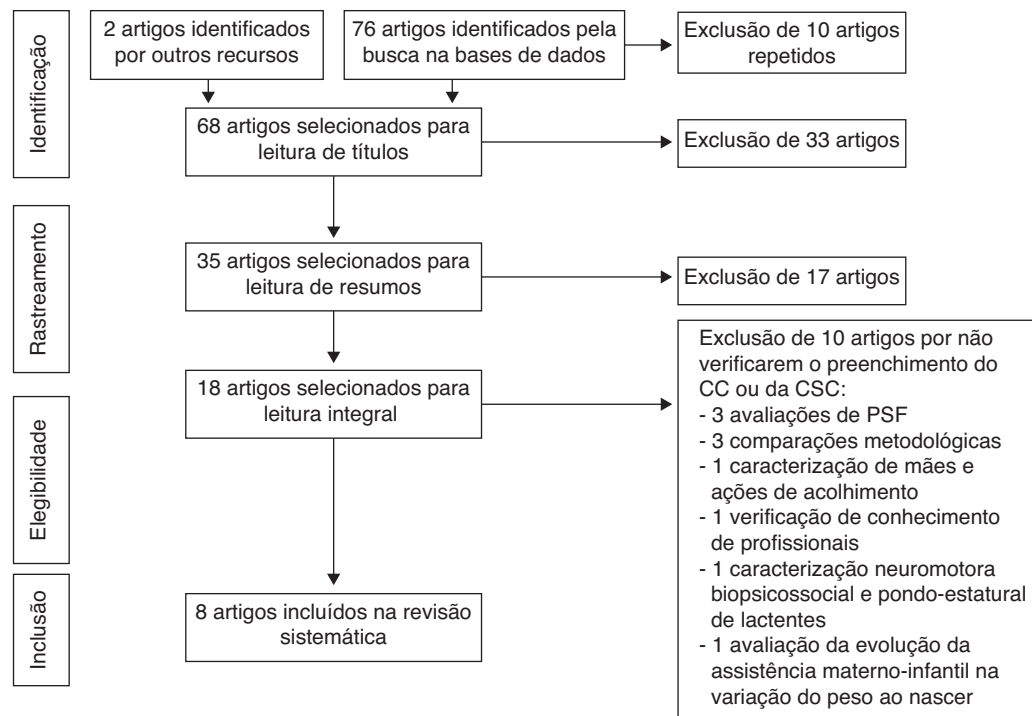 Identificação
2 artigos identificados
por outros recursos
76 artigos identificados pela
busca na bases de dados
Exclusão de 10 artigos
repetidos
68 artigos selecionados para
leitura de títulos
Exclusão de 33 artigos
Rastreamento
35 artigos selecionados para
leitura de resumos
Exclusão de 17 artigos
Elegibilidade
18 artigos selecionados para
leitura integral
Exclusão de 10 artigos por não
verificarem o preenchimento do
CC ou da CSC:
- 3 avaliações de PSF
- 3 comparações metodológicas
- 1 caracterização de mães e
ações de acolhimento
- 1 verificação de conhecimento
de profissionais
- 1 caracterização neuromotora
biopsicossocial e pondo-estatural
de lactentes
- 1 avaliação da evolução da
assistência materno-infantil na
variação do peso ao nascer
Inclusão
8 artigos incluídos na revisão
sistemática